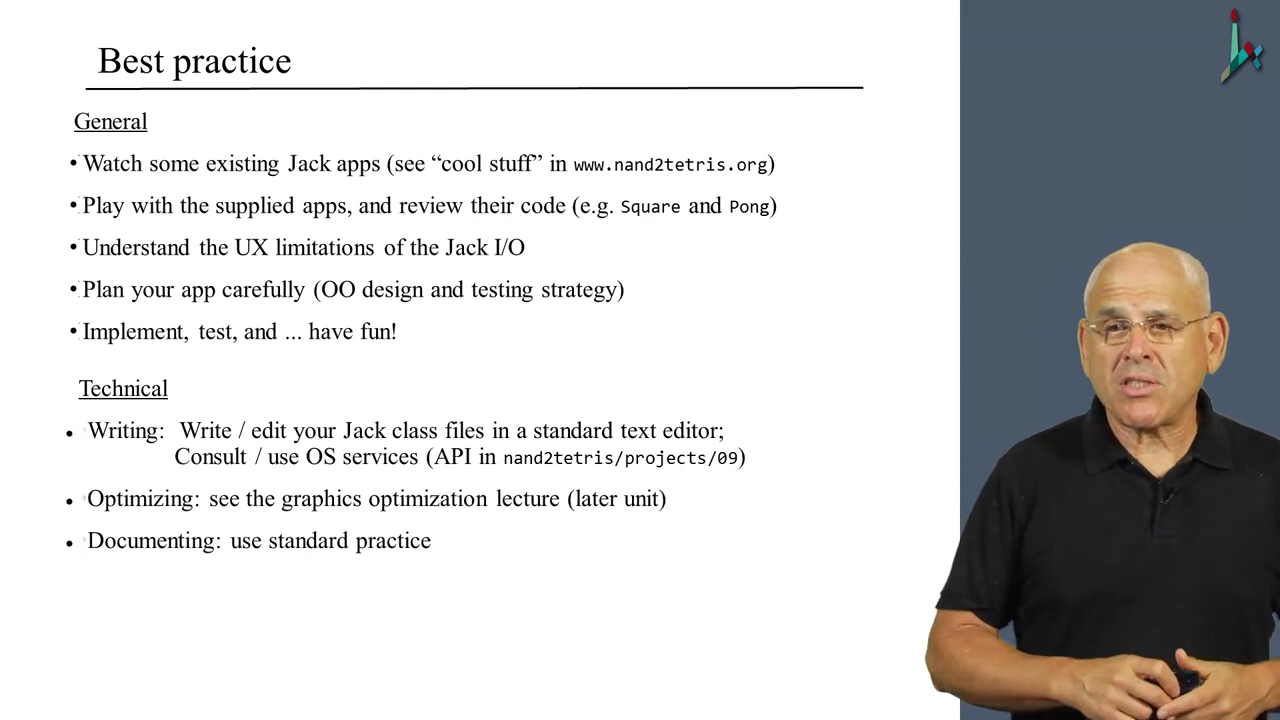 Best practice
General
• Watch some existing Jack apps (see “cool stuff” in www.nand2tetris.org)
• Play with the supplied apps, and review their code (e.g. Square and Pong)
• Understand the UX limitations of the Jack I/O
• Plan your app carefully (OO design and testing strategy)
• Implement, test, and ... have fun!
Technical
• Writing: Write / edit your Jack class files in a standard text editor;
Consult / use OS services (API in nand2tetris/projects/09)
• Optimizing: see the graphics optimization lecture (later unit)
• Documenting: use standard practice